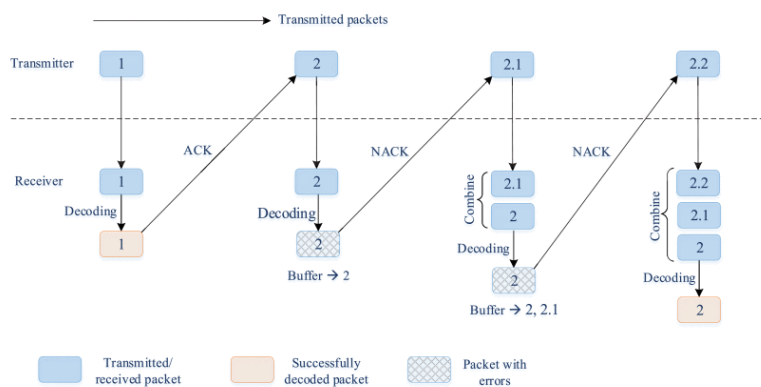 Transmitted packets
Transmitter
1
2
2.1
2.2
ACK
NACK
NACK
Receiver
1
2
2.1
2
2.2
2.1
2
Combine
Combine
Decoding
Decoding
Decoding
Decoding
1
2
2
2
Buffer → 2
Buffer → 2, 2.1
Transmitted/
received packet
Successfully
decoded packet
Packet with
errors